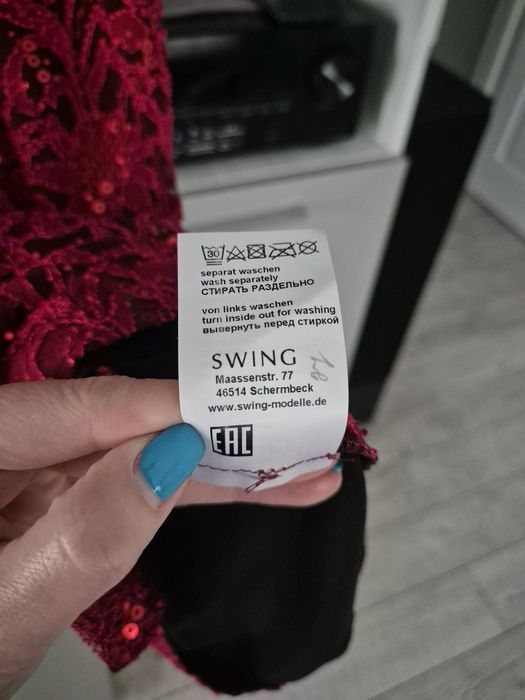 30
separat waschen
wash separately
СТИРАТЬ РАЗДЕЛЬНО
von links waschen
turn inside out for washing
вывернуть перед стиркой
SWING
Maassenstr. 77
46514 Schermbeck
www.swing-modelle.de
EAC